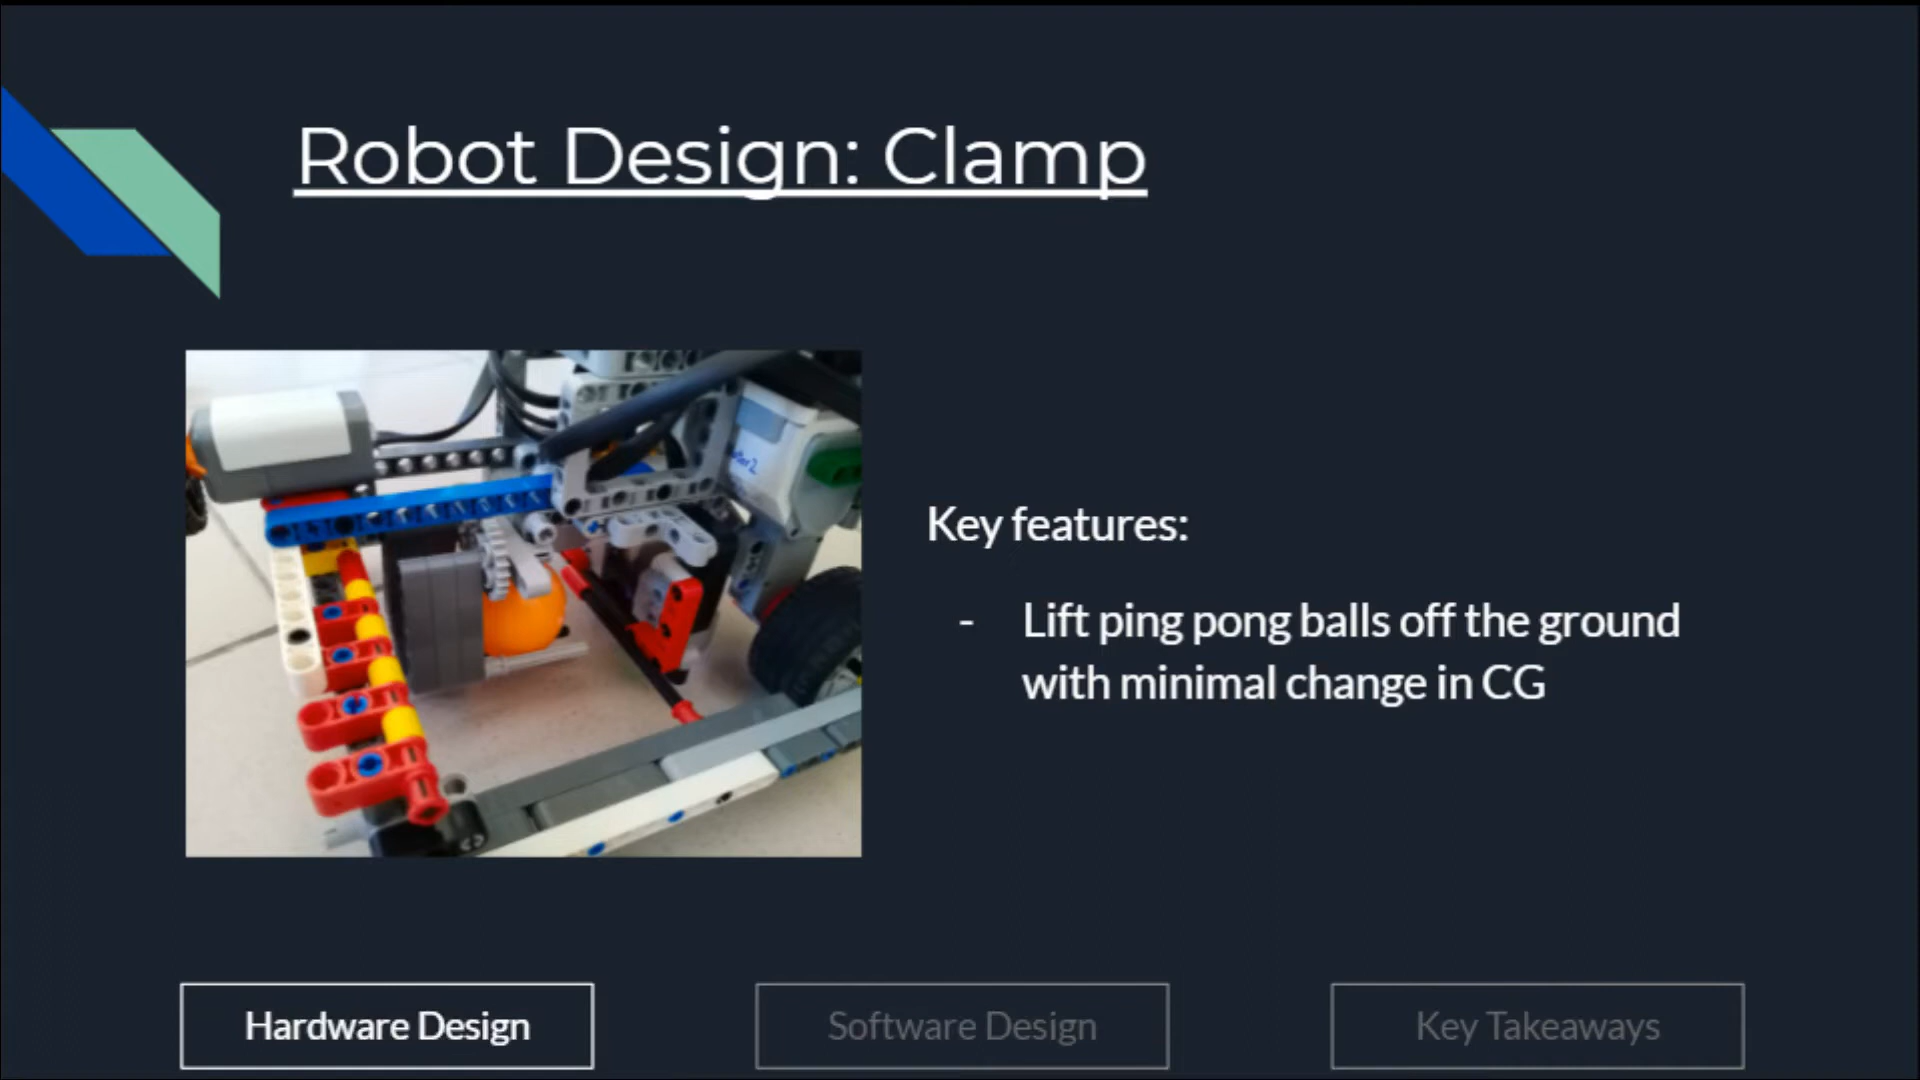 Robot Design: Clamp
Key features:
- Lift ping pong balls off the ground
with minimal change in CG
Hardware Design
Software Design
Key Takeaways